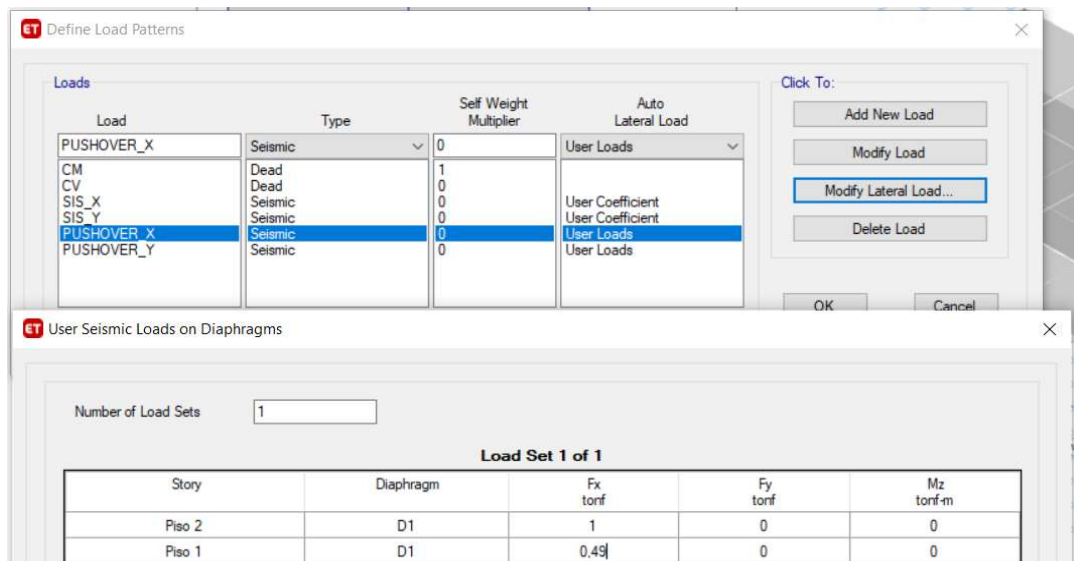 ET Define Load Patterns
Loads
Click To:
Load Type Self Weight Multiplier Auto Lateral Load
PUSHOVER_X Seismic 0 User Loads
CM Dead 1
CV Dead 0
SIS_X Seismic 0 User Coefficient
SIS_Y Seismic 0 User Coefficient
PUSHOVER_X Seismic 0 User Loads
PUSHOVER_Y Seismic 0 User Loads
Add New Load
Modify Load
Modify Lateral Load...
Delete Load
OK Cancel
ET User Seismic Loads on Diaphragms
Number of Load Sets 1
Load Set 1 of 1
Story Diaphragm Fx tonf Fy tonf Mz tonf-m
Piso 2 D1 1 0 0
Piso 1 D1 0,49 0 0